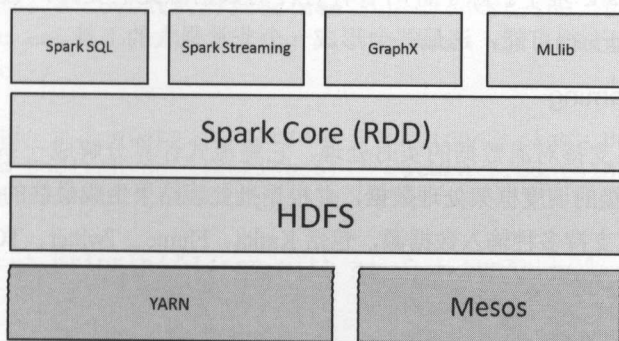 Spark SQL
Spark Streaming
GraphX
MLlib
Spark Core (RDD)
HDFS
YARN
Mesos